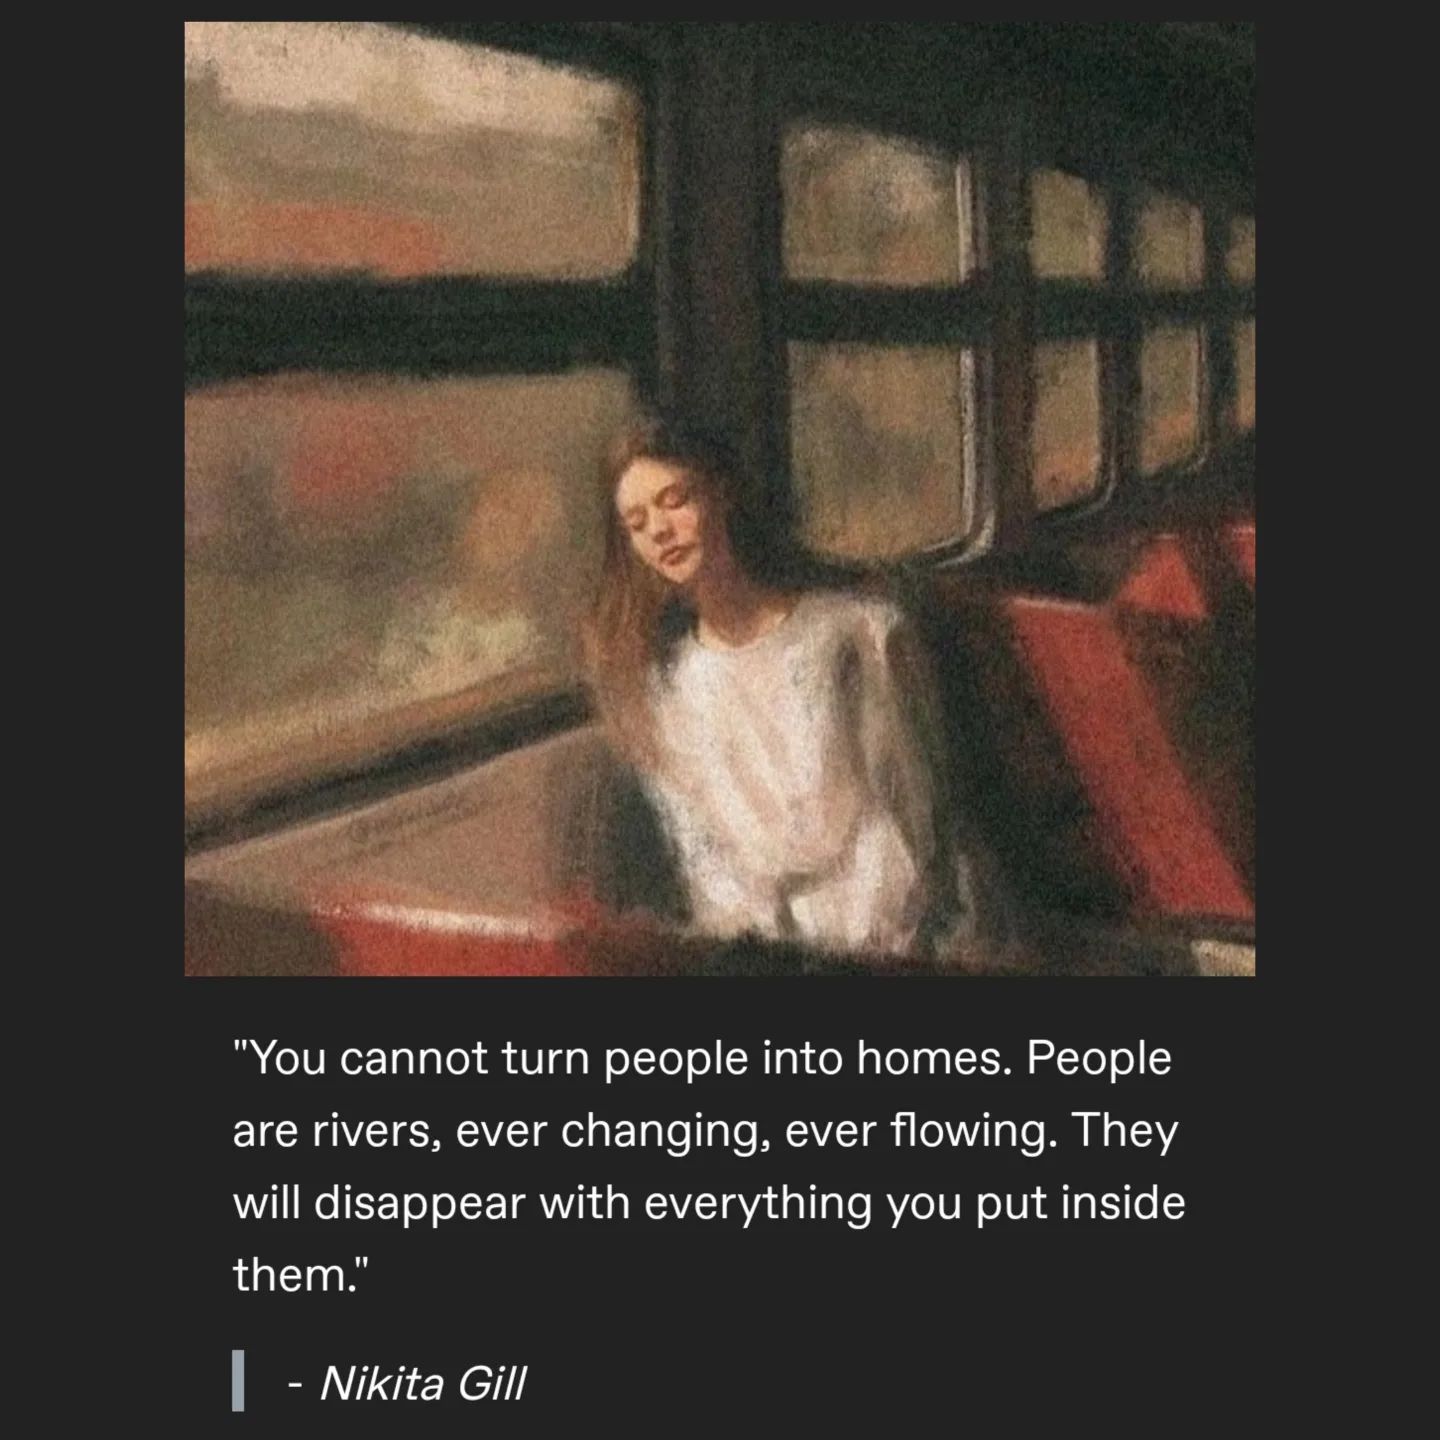 "You cannot turn people into homes. People
are rivers, ever changing, ever flowing. They
will disappear with everything you put inside
them."
- Nikita Gill